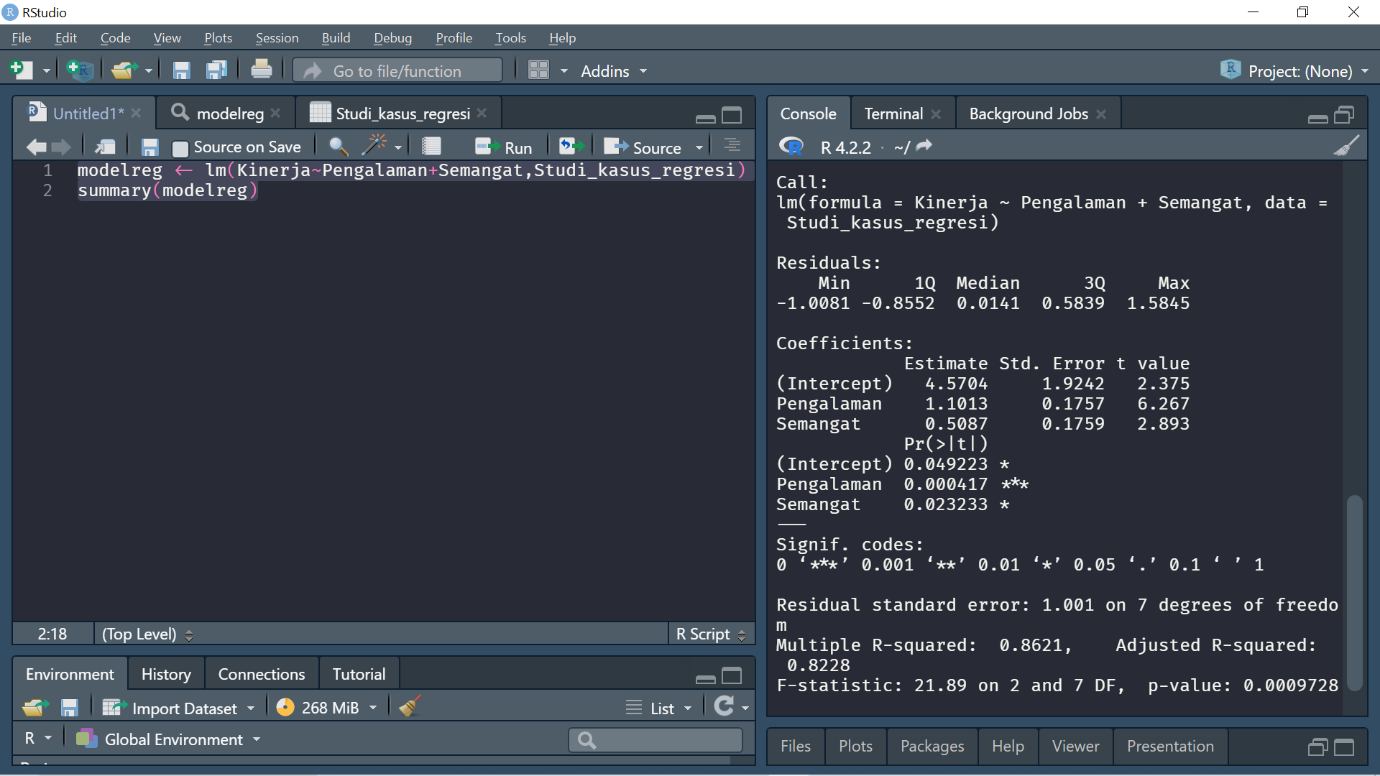 RStudio
File Edit Code View Plots Session Build Debug Profile Tools Help
Go to file/function Addins Project: (None)
Untitled1* modelreg Studi_kasus_regresi
Source on Save Run Source
1 modelreg <- lm(Kinerja~Pengalaman+Semangat,Studi_kasus_regresi)
2 summary(modelreg)
2:18 (Top Level) R Script
Environment History Connections Tutorial
Import Dataset 268 MiB List
R Global Environment
Console Terminal Background Jobs
R 4.2.2 · ~/
Call:
lm(formula = Kinerja ~ Pengalaman + Semangat, data =
Studi_kasus_regresi)
Residuals:
Min 1Q Median 3Q Max
-1.0081 -0.8552 0.0141 0.5839 1.5845
Coefficients:
Estimate Std. Error t value
(Intercept) 4.5704 1.9242 2.375
Pengalaman 1.1013 0.1757 6.267
Semangat 0.5087 0.1759 2.893
Pr(>|t|)
(Intercept) 0.049223 *
Pengalaman 0.000417 ***
Semangat 0.023233 *
---
Signif. codes:
0 ‘***’ 0.001 ‘**’ 0.01 ‘*’ 0.05 ‘.’ 0.1 ‘ ’ 1
Residual standard error: 1.001 on 7 degrees of freedo
m
Multiple R-squared: 0.8621, Adjusted R-squared:
0.8228
F-statistic: 21.89 on 2 and 7 DF, p-value: 0.0009728
Files Plots Packages Help Viewer Presentation